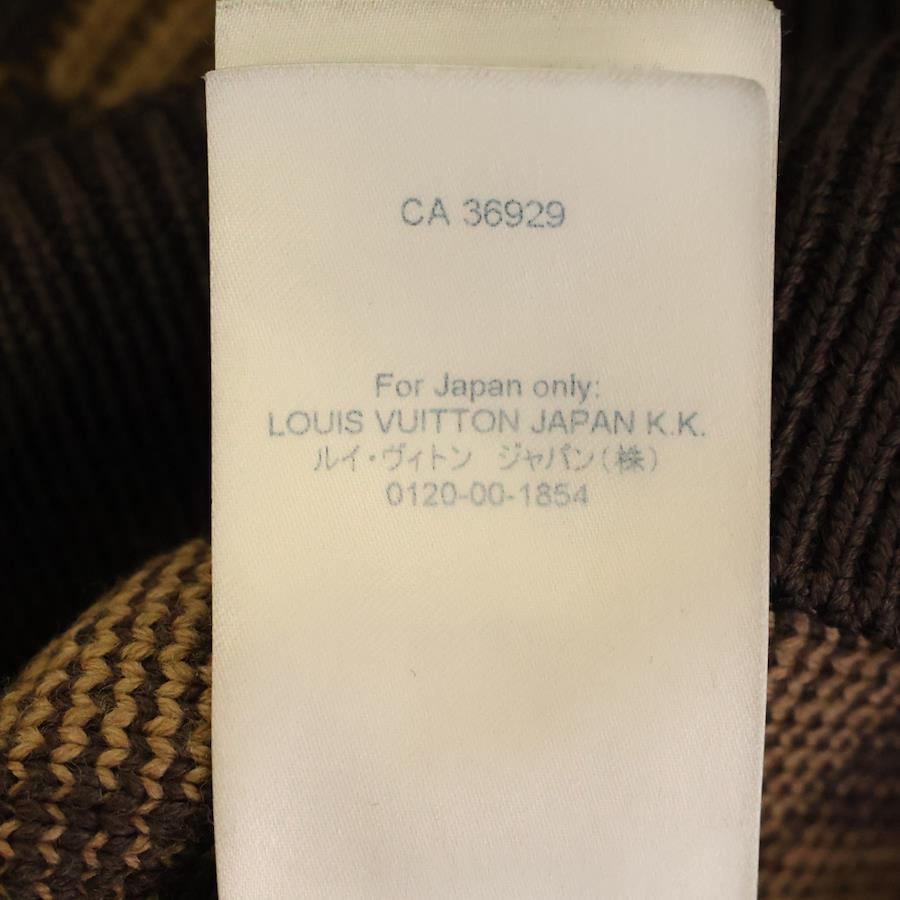 CA 36929
For Japan only:
LOUIS VUITTON JAPAN K.K.
ルイ・ヴィトン ジャパン(株)
0120-00-1854